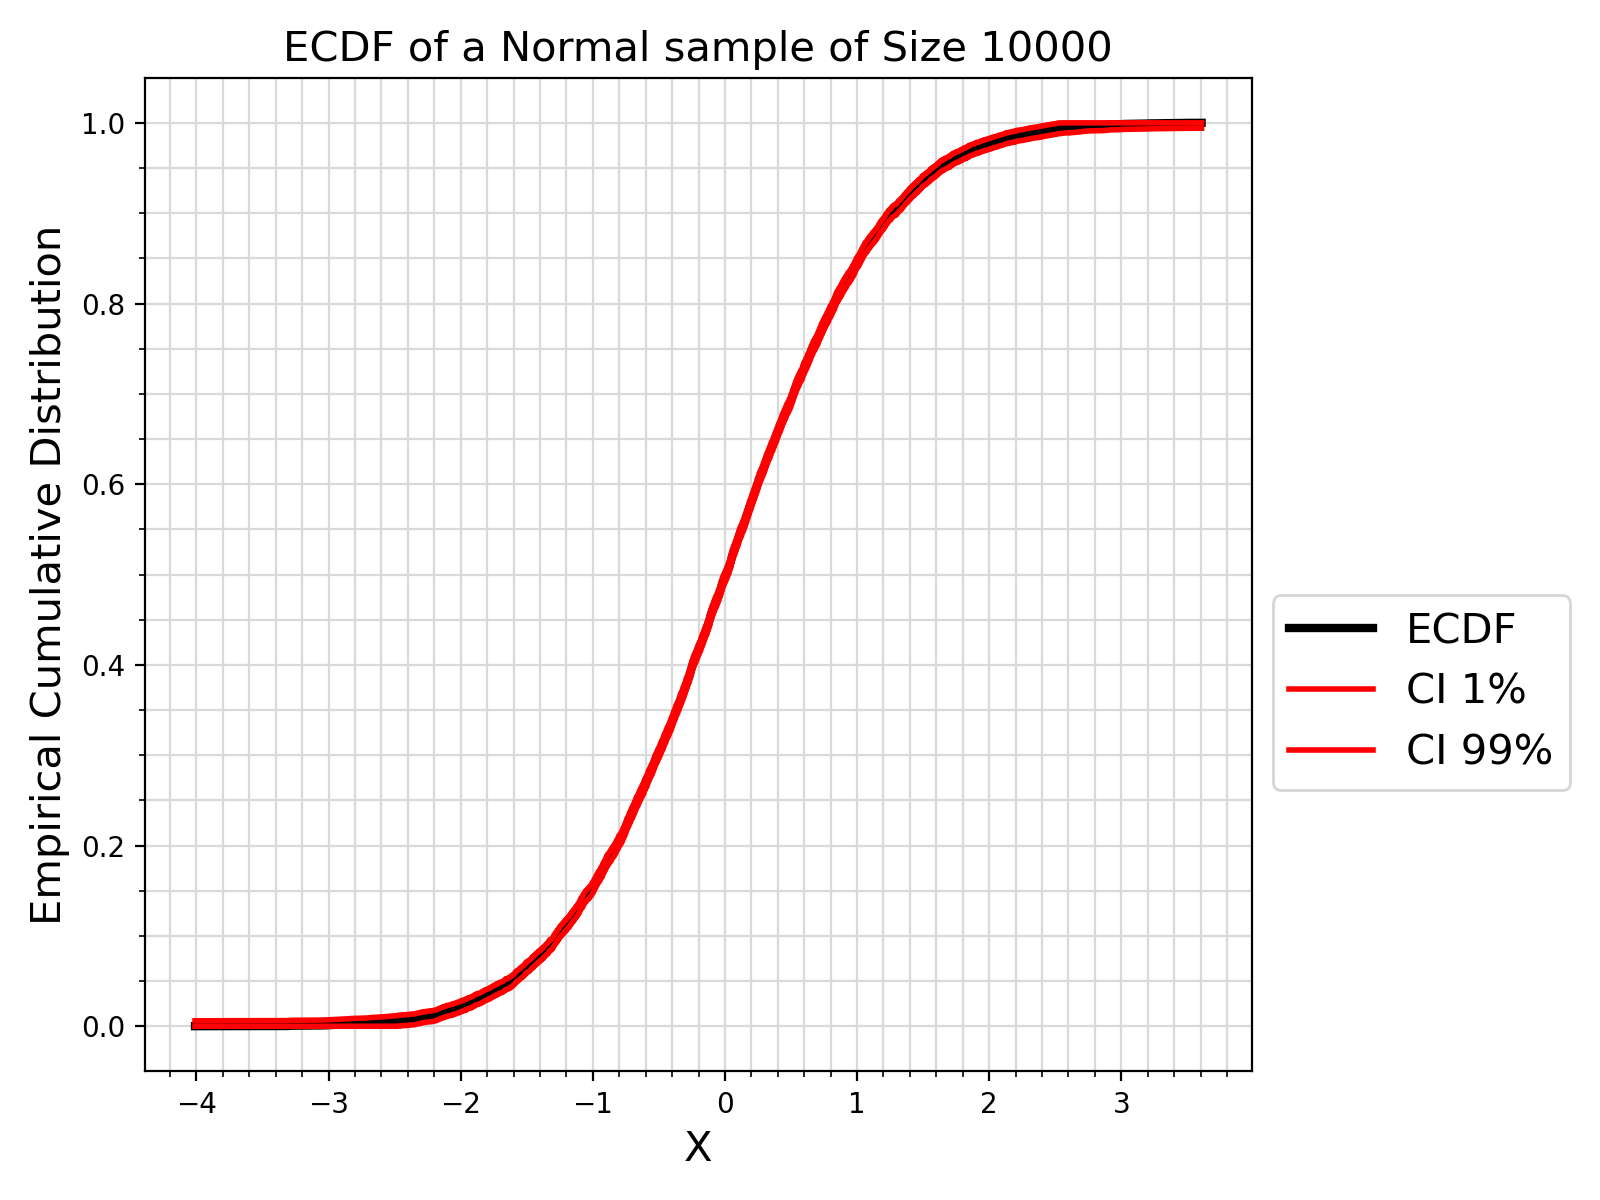 ECDF of a Normal sample of Size 10000
Empirical Cumulative Distribution
1.0
0.8
0.6
0.4
0.2
0.0
−4 −3 −2 −1 0 1 2 3
X
ECDF
CI 1%
CI 99%